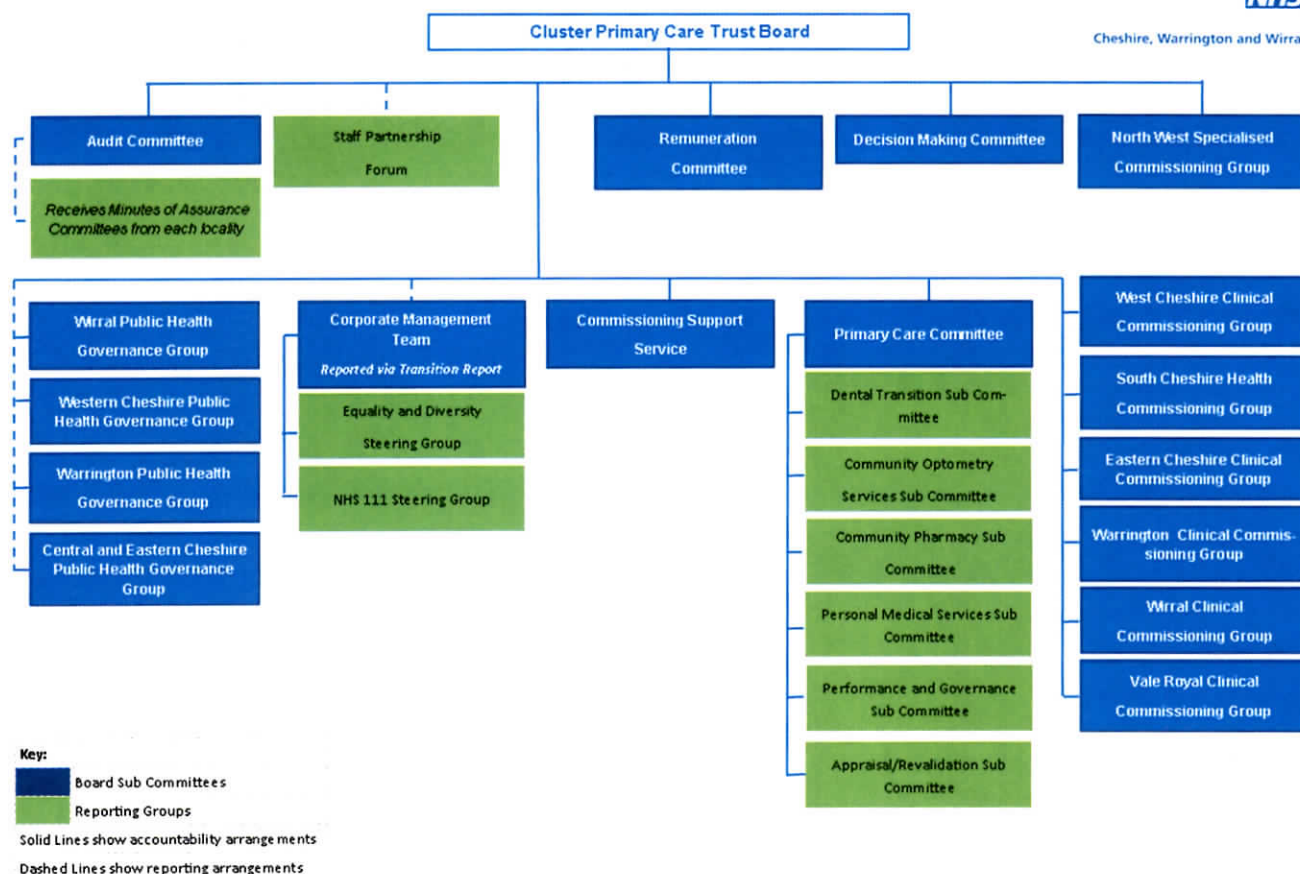 NHS
Cheshire, Warrington and Wirra
Cluster Primary Care Trust Board
Audit Committee
Staff Partnership
Forum
Remuneration
Committee
Decision Making Committee
North West Specialised
Commissioning Group
Receives Minutes of Assurance
Committees from each locality
Wirral Public Health
Governance Group
Western Cheshire Public
Health Governance Group
Warrington Public Health
Governance Group
Central and Eastern Cheshire
Public Health Governance
Group
Corporate Management
Team
Reported via Transition Report
Equality and Diversity
Steering Group
NHS 111 Steering Group
Commissioning Support
Service
Primary Care Committee
Dental Transition Sub Com-
mittee
Community Optometry
Services Sub Committee
Community Pharmacy Sub
Committee
Personal Medical Services Sub
Committee
Performance and Governance
Sub Committee
Appraisal/Revalidation Sub
Committee
West Cheshire Clinical
Commissioning Group
South Cheshire Health
Commissioning Group
Eastern Cheshire Clinical
Commissioning Group
Warrington Clinical Commis-
sioning Group
Wirral Clinical
Commissioning Group
Vale Royal Clinical
Commissioning Group
Key:
Board Sub Committees
Reporting Groups
Solid Lines show accountability arrangements
Dashed Lines show reporting arrangements